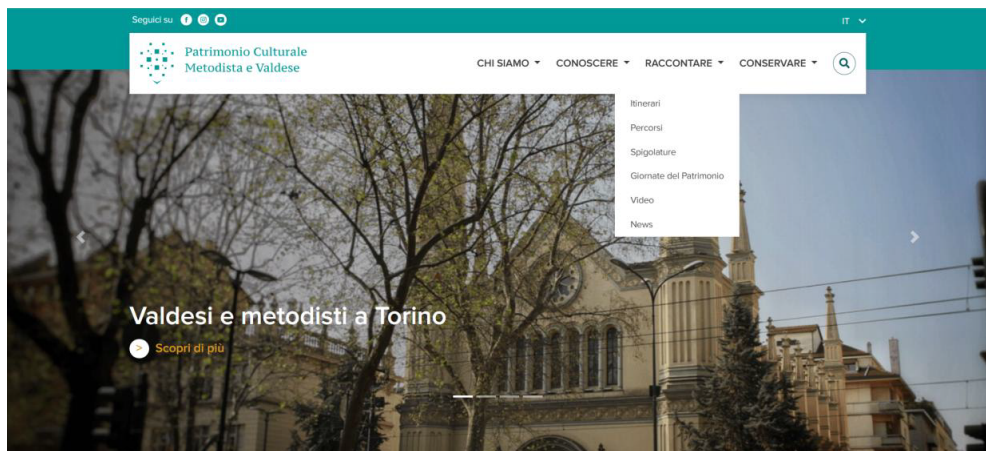 Seguici su
IT
Patrimonio Culturale
Metodista e Valdese
CHI SIAMO
CONOSCERE
RACCONTARE
CONSERVARE
Itinerari
Percorsi
Spigolature
Giornate del Patrimonio
Video
News
Valdesi e metodisti a Torino
> Scopri di più